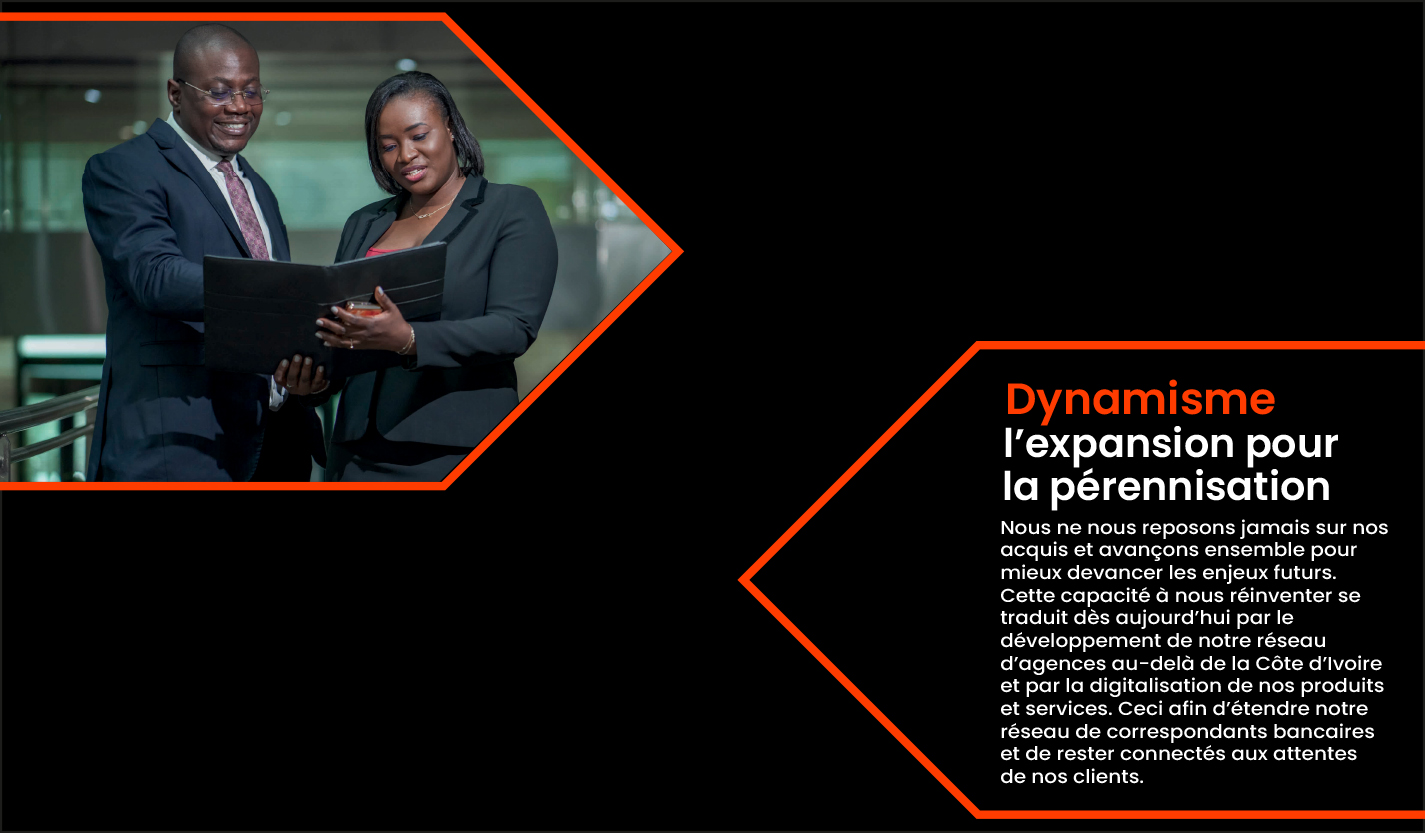 Dynamisme
l’expansion pour
la pérennisation
Nous ne nous reposons jamais sur nos
acquis et avançons ensemble pour
mieux devancer les enjeux futurs.
Cette capacité à nous réinventer se
traduit dès aujourd’hui par le
développement de notre réseau
d’agences au-delà de la Côte d’Ivoire
et par la digitalisation de nos produits
et services. Ceci afin d’étendre notre
réseau de correspondants bancaires
et de rester connectés aux attentes
de nos clients.